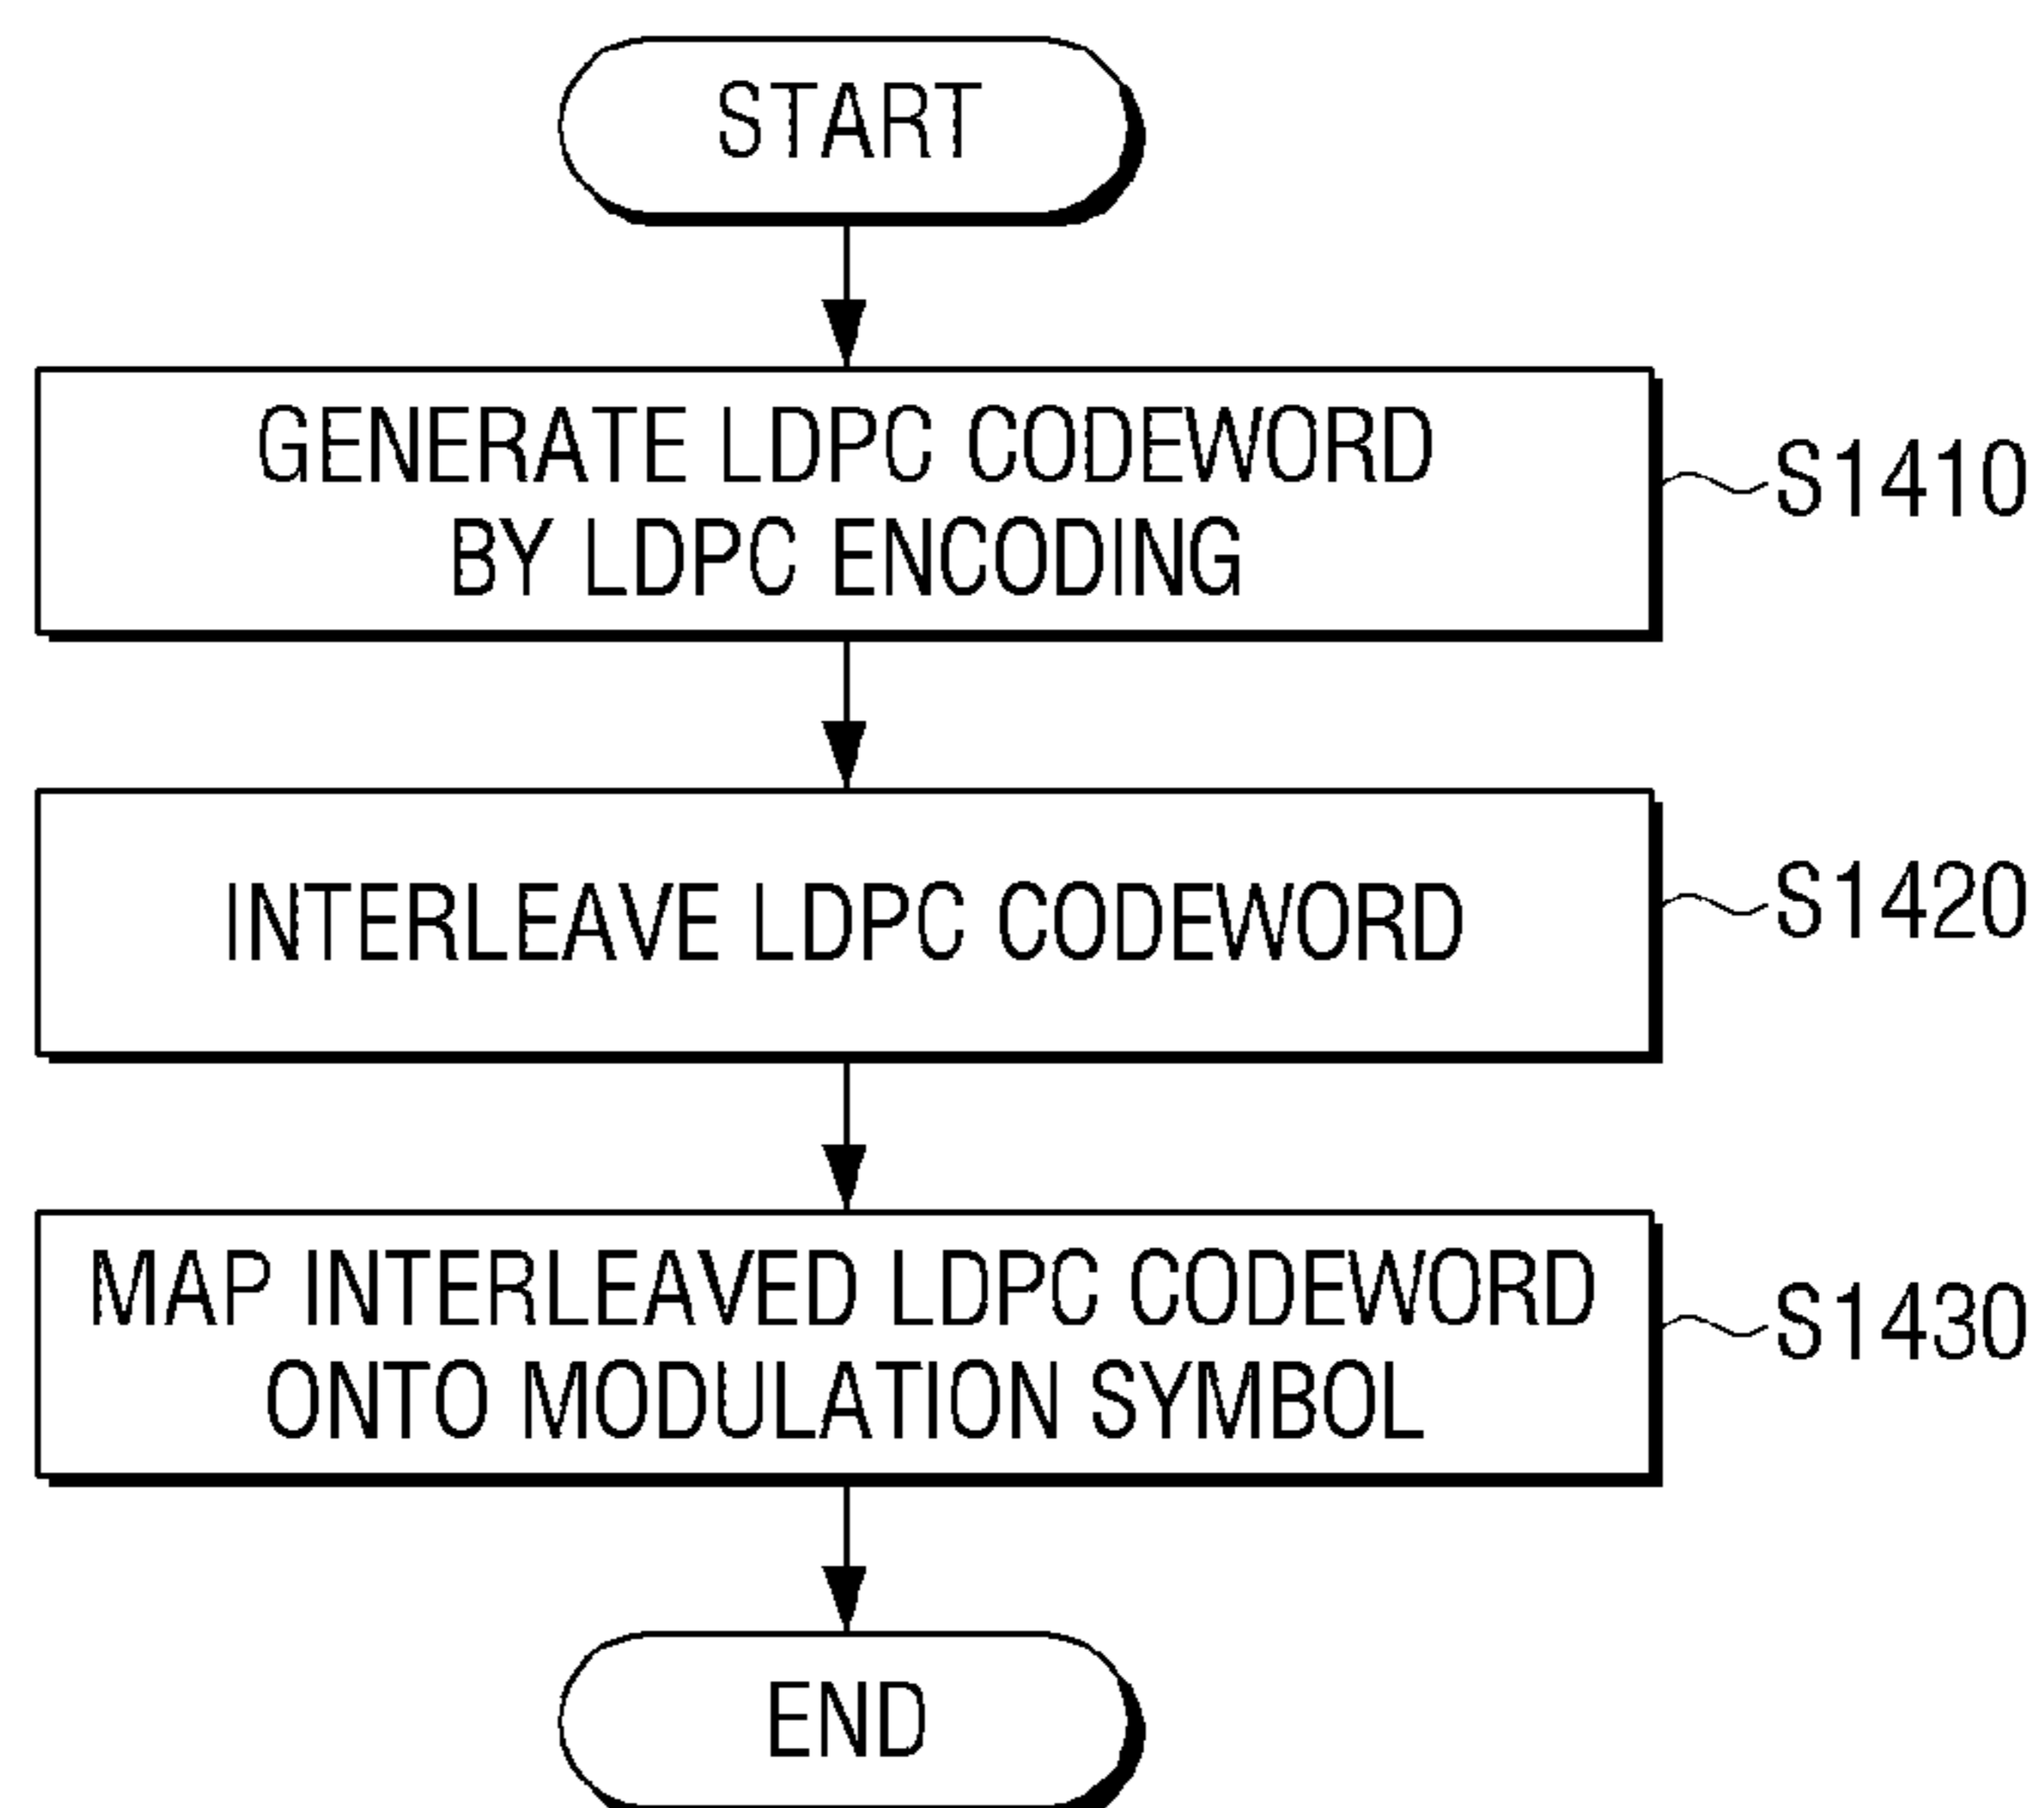 START
GENERATE LDPC CODEWORD
BY LDPC ENCODING
S1410
INTERLEAVE LDPC CODEWORD
S1420
MAP INTERLEAVED LDPC CODEWORD
ONTO MODULATION SYMBOL
S1430
END